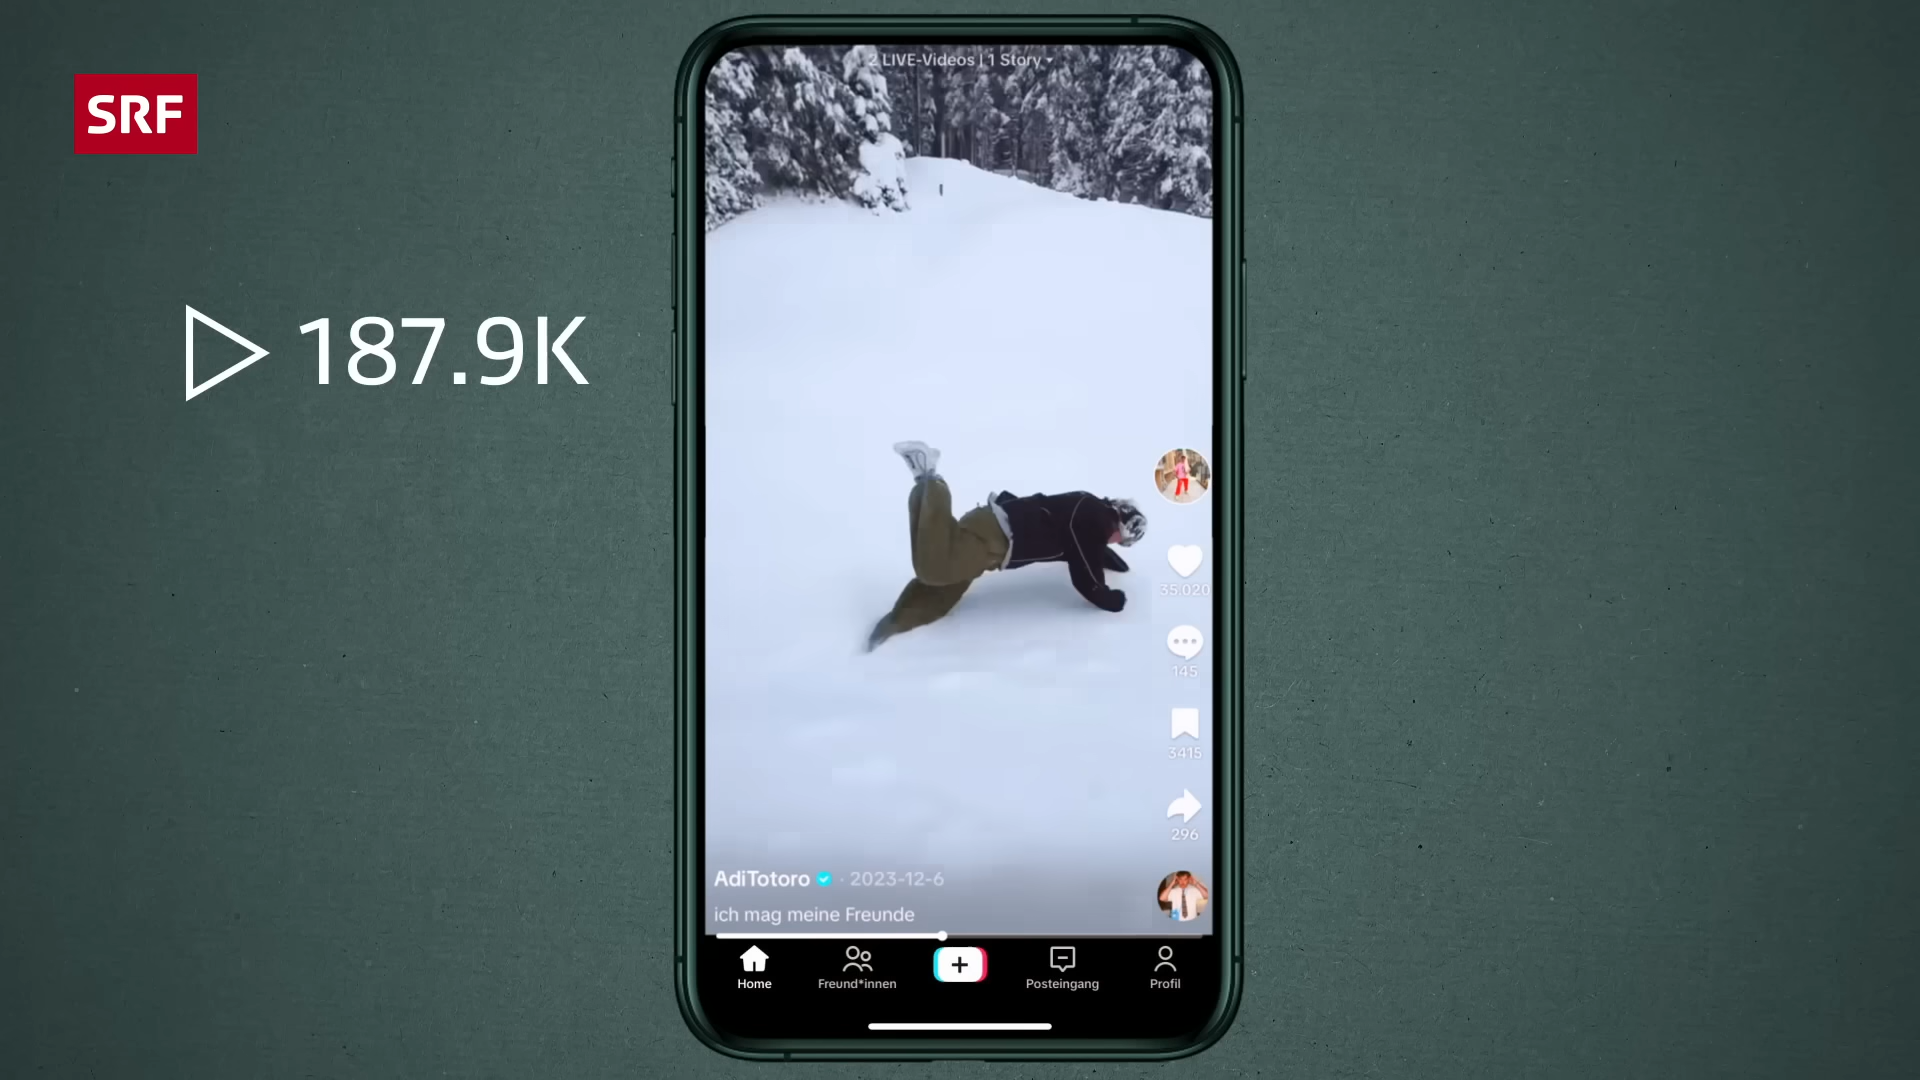 SRF
187.9K
2 LIVE-Videos | 1 Story
35.020
145
3415
296
AdiTotoro · 2023-12-6
ich mag meine Freunde
Home
Freund*innen
Posteingang
Profil